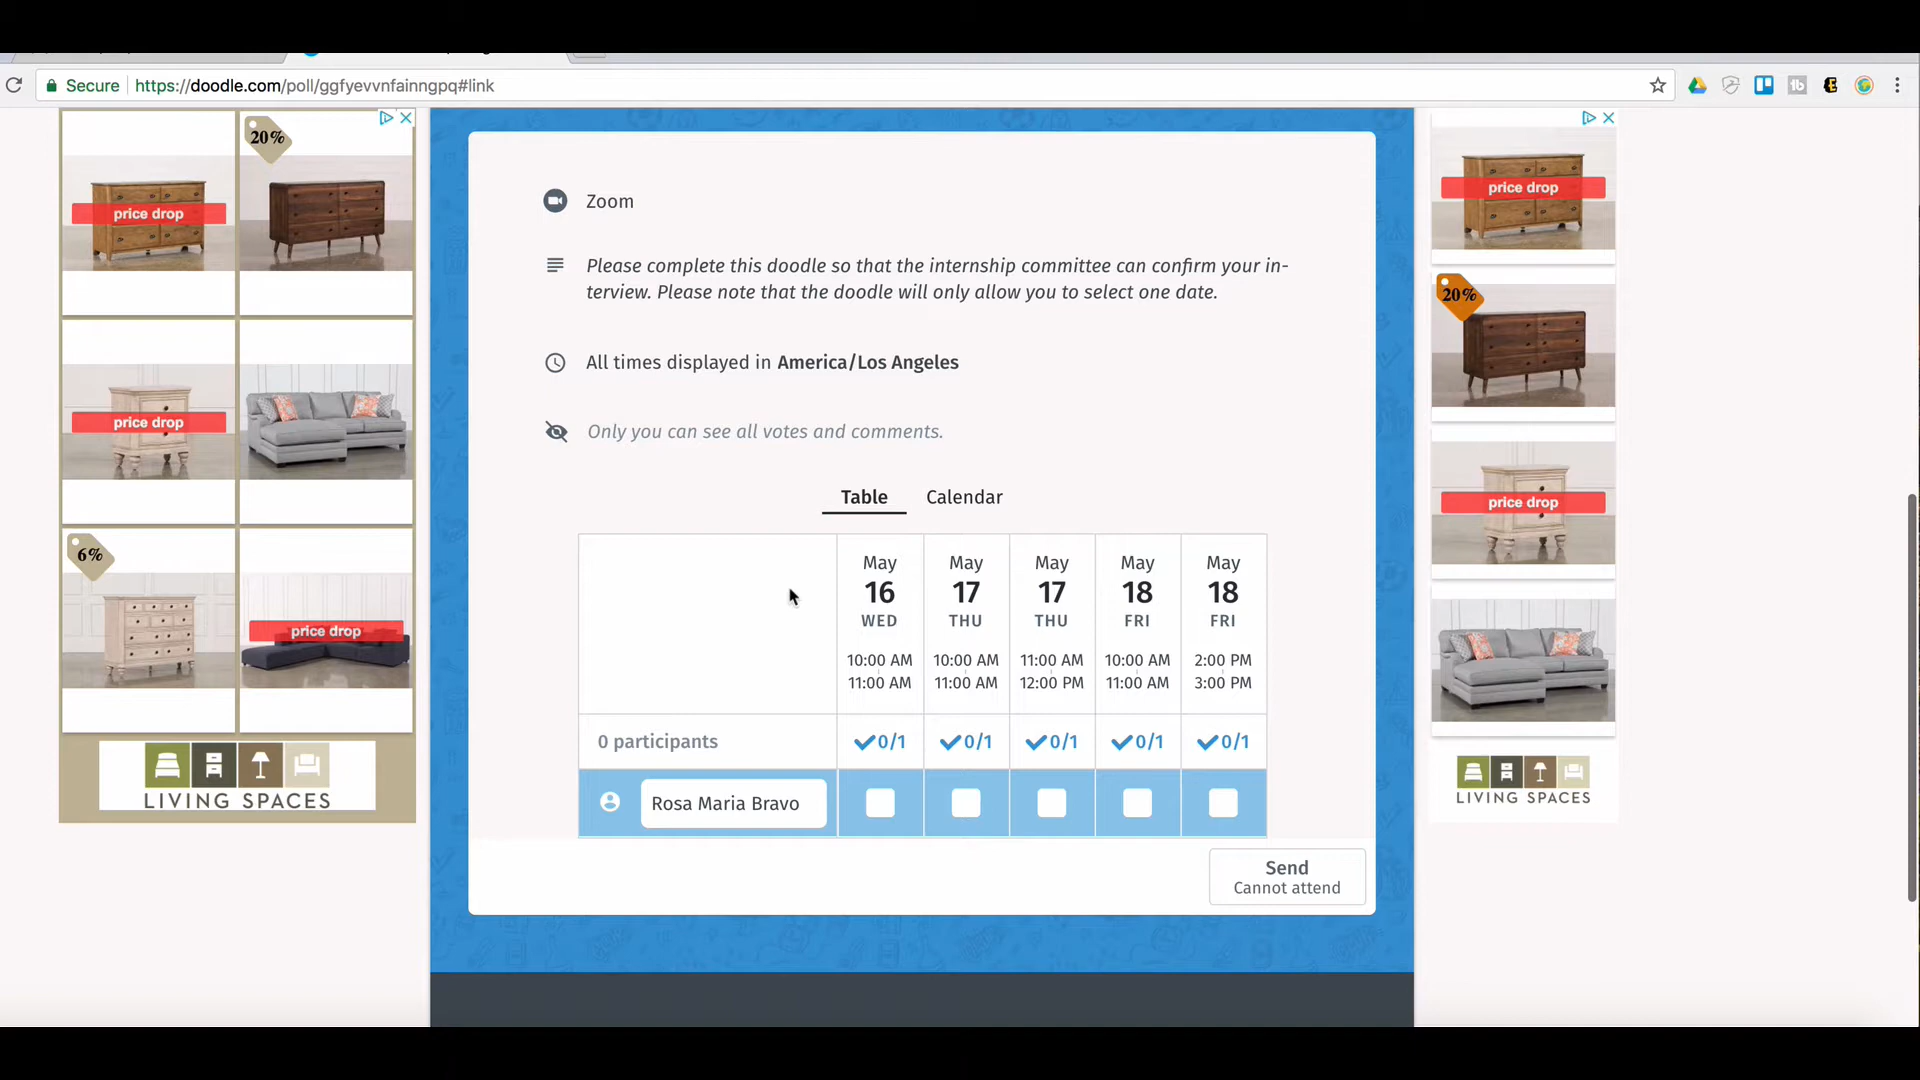 Secure https://doodle.com/poll/ggfyevvnfainngpq#link
20%
price drop
price drop
6%
price drop
LIVING SPACES
Zoom
Please complete this doodle so that the internship committee can confirm your in-
terview. Please note that the doodle will only allow you to select one date.
All times displayed in America/Los Angeles
Only you can see all votes and comments.
Table Calendar
May May May May May
16 17 17 18 18
WED THU THU FRI FRI
10:00 AM 10:00 AM 11:00 AM 10:00 AM 2:00 PM
11:00 AM 11:00 AM 12:00 PM 11:00 AM 3:00 PM
0 participants 0/1 0/1 0/1 0/1 0/1
Rosa Maria Bravo
Send
Cannot attend
price drop
20%
price drop
LIVING SPACES